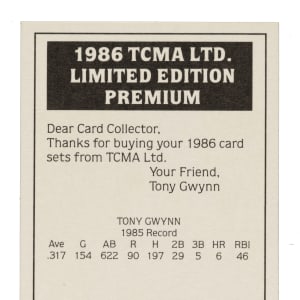 1986 TCMA LTD.
LIMITED EDITION
PREMIUM
Dear Card Collector,
Thanks for buying your 1986 card
sets from TCMA Ltd.
Your Friend,
Tony Gwynn
TONY GWYNN
1985 Record
Ave G AB R H 2B 3B HR RBI
.317 154 622 90 197 29 5 6 46